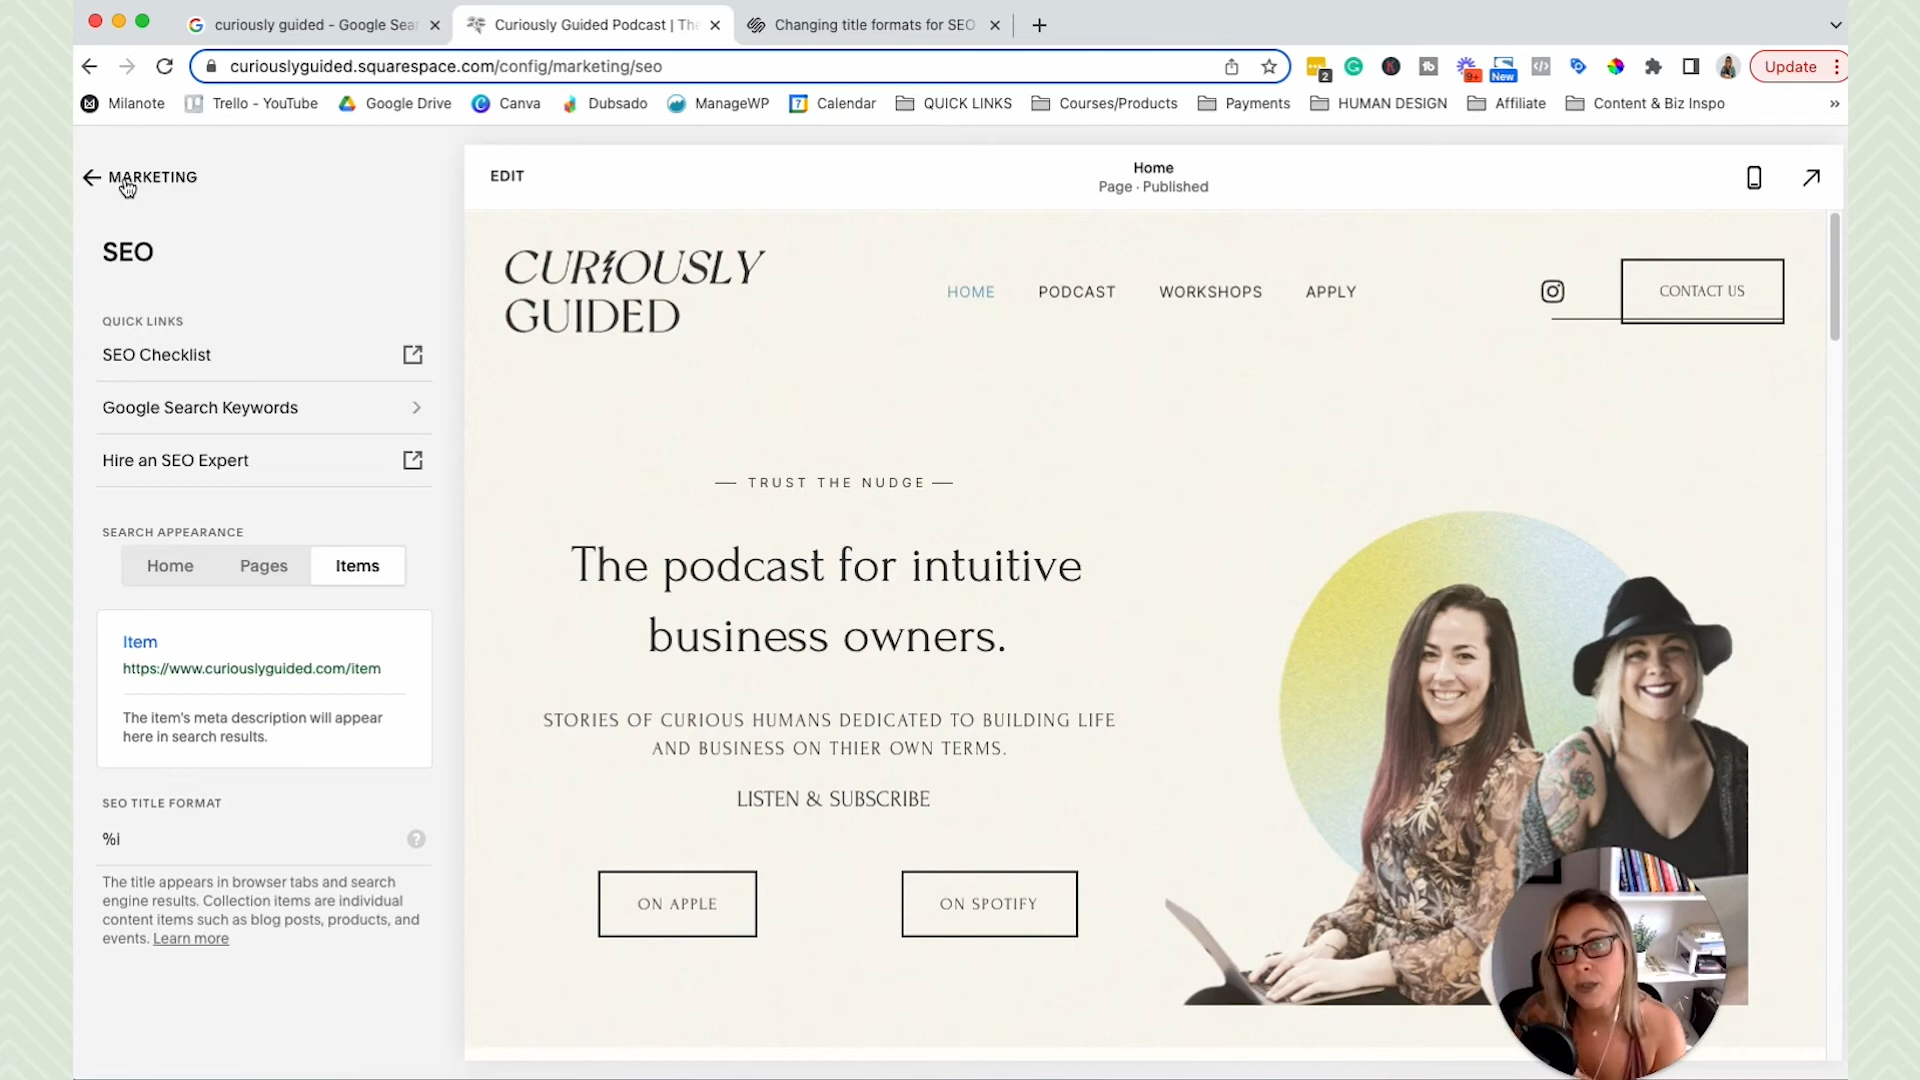 curiously guided - Google Sear
Curiously Guided Podcast | The
Changing title formats for SEO
curiouslyguided.squarespace.com/config/marketing/seo
2
9+
New
Update
Milanote
Trello - YouTube
Google Drive
Canva
Dubsado
ManageWP
7
Calendar
QUICK LINKS
Courses/Products
Payments
HUMAN DESIGN
Affiliate
Content & Biz Inspo
»
MARKETING
EDIT
Home
Page · Published
SEO
QUICK LINKS
SEO Checklist
Google Search Keywords
Hire an SEO Expert
SEARCH APPEARANCE
Home
Pages
Items
Item
https://www.curiouslyguided.com/item
The item's meta description will appear
here in search results.
SEO TITLE FORMAT
%i
?
The title appears in browser tabs and search
engine results. Collection items are individual
content items such as blog posts, products, and
events. Learn more
CURIOUSLY
GUIDED
HOME
PODCAST
WORKSHOPS
APPLY
CONTACT US
— TRUST THE NUDGE —
The podcast for intuitive
business owners.
STORIES OF CURIOUS HUMANS DEDICATED TO BUILDING LIFE
AND BUSINESS ON THIER OWN TERMS.
LISTEN & SUBSCRIBE
ON APPLE
ON SPOTIFY